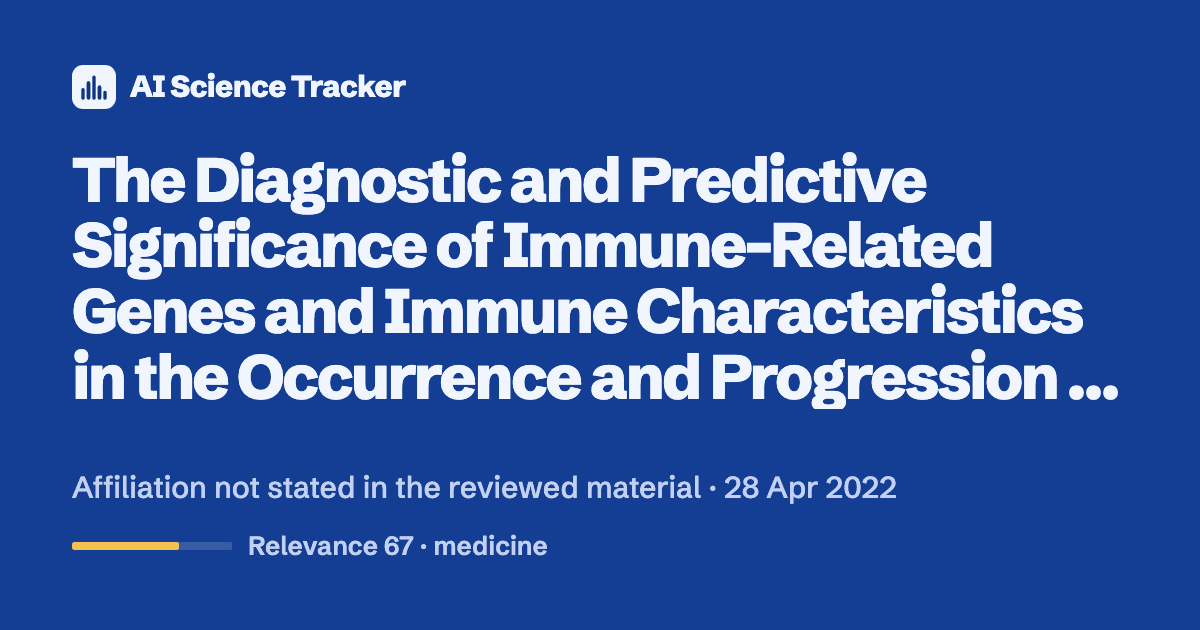 AI Science Tracker
The Diagnostic and Predictive
Significance of Immune-Related
Genes and Immune Characteristics
in the Occurrence and Progression ...
Affiliation not stated in the reviewed material · 28 Apr 2022
Relevance 67 · medicine